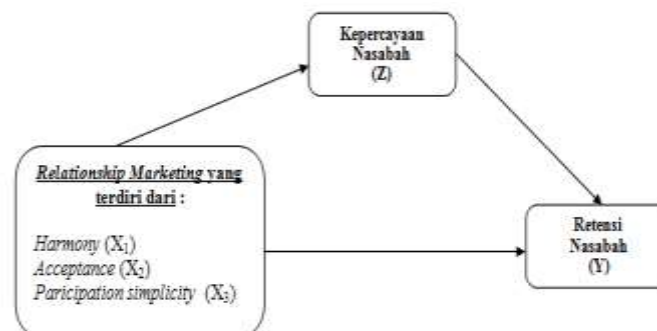 Kepercayaan
Nasabah
(Z)
Relationship Marketing yang
terdiri dari :
Harmony (X₁)
Acceptance (X₂)
Paricipation simplicity (X₃)
Retensi
Nasabah
(Y)